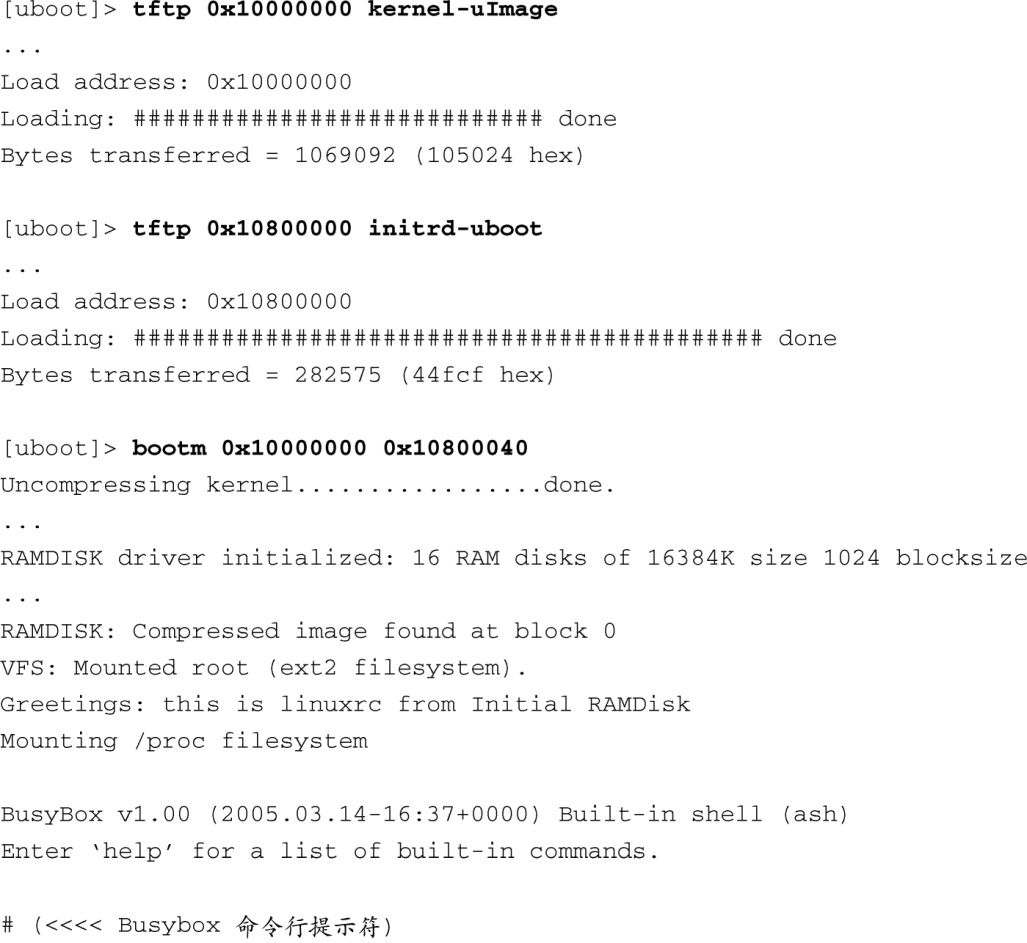 [uboot]> tftp 0x10000000 kernel-uImage
...
Load address: 0x10000000
Loading: ############################ done
Bytes transferred = 1069092 (105024 hex)
[uboot]> tftp 0x10800000 initrd-uboot
...
Load address: 0x10800000
Loading: ########################################### done
Bytes transferred = 282575 (44fcf hex)
[uboot]> bootm 0x10000000 0x10800040
Uncompressing kernel.................done.
...
RAMDISK driver initialized: 16 RAM disks of 16384K size 1024 blocksize
...
RAMDISK: Compressed image found at block 0
VFS: Mounted root (ext2 filesystem).
Greetings: this is linuxrc from Initial RAMDisk
Mounting /proc filesystem
BusyBox v1.00 (2005.03.14-16:37+0000) Built-in shell (ash)
Enter ‘help’ for a list of built-in commands.
# (<<<< Busybox 命令行提示符)